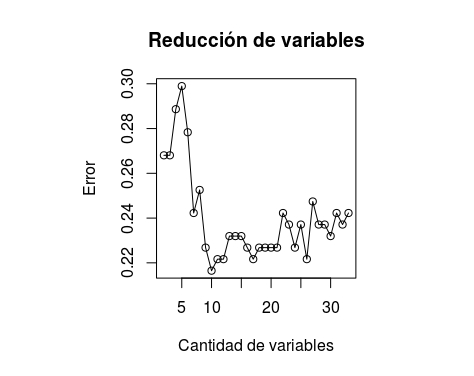 Reducción de variables
0.30
0.28
0.26
0.24
0.22
Error
5 10 20 30
Cantidad de variables